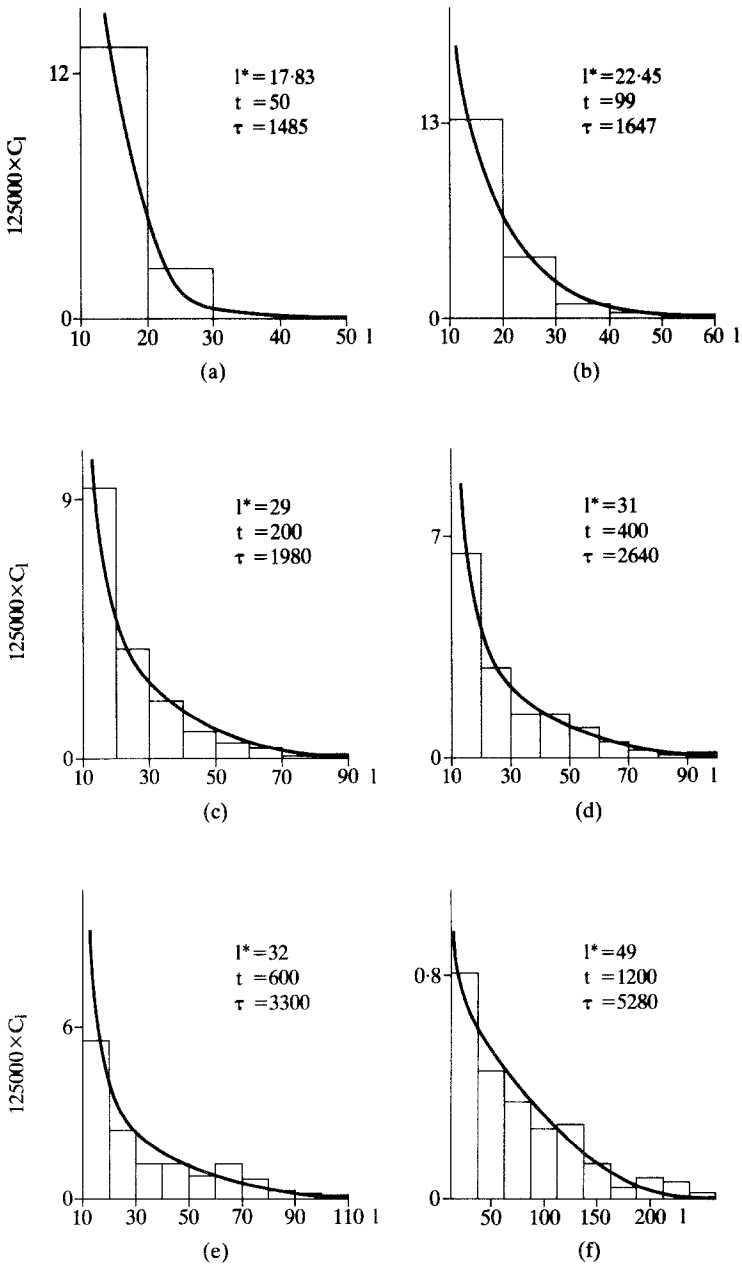 125000×C₁
12
0
10 20 30 40 50 l
l* =17·83
t =50
τ =1485
(a)
13
0
10 20 30 40 50 60 l
l* =22·45
t =99
τ =1647
(b)
125000×C₁
9
0
10 30 50 70 90 l
l* =29
t =200
τ =1980
(c)
7
0
10 30 50 70 90 l
l* =31
t =400
τ =2640
(d)
125000×C₁
6
0
10 30 50 70 90 110 l
l* =32
t =600
τ =3300
(e)
0·8
0
50 100 150 200 l
l* =49
t =1200
τ =5280
(f)